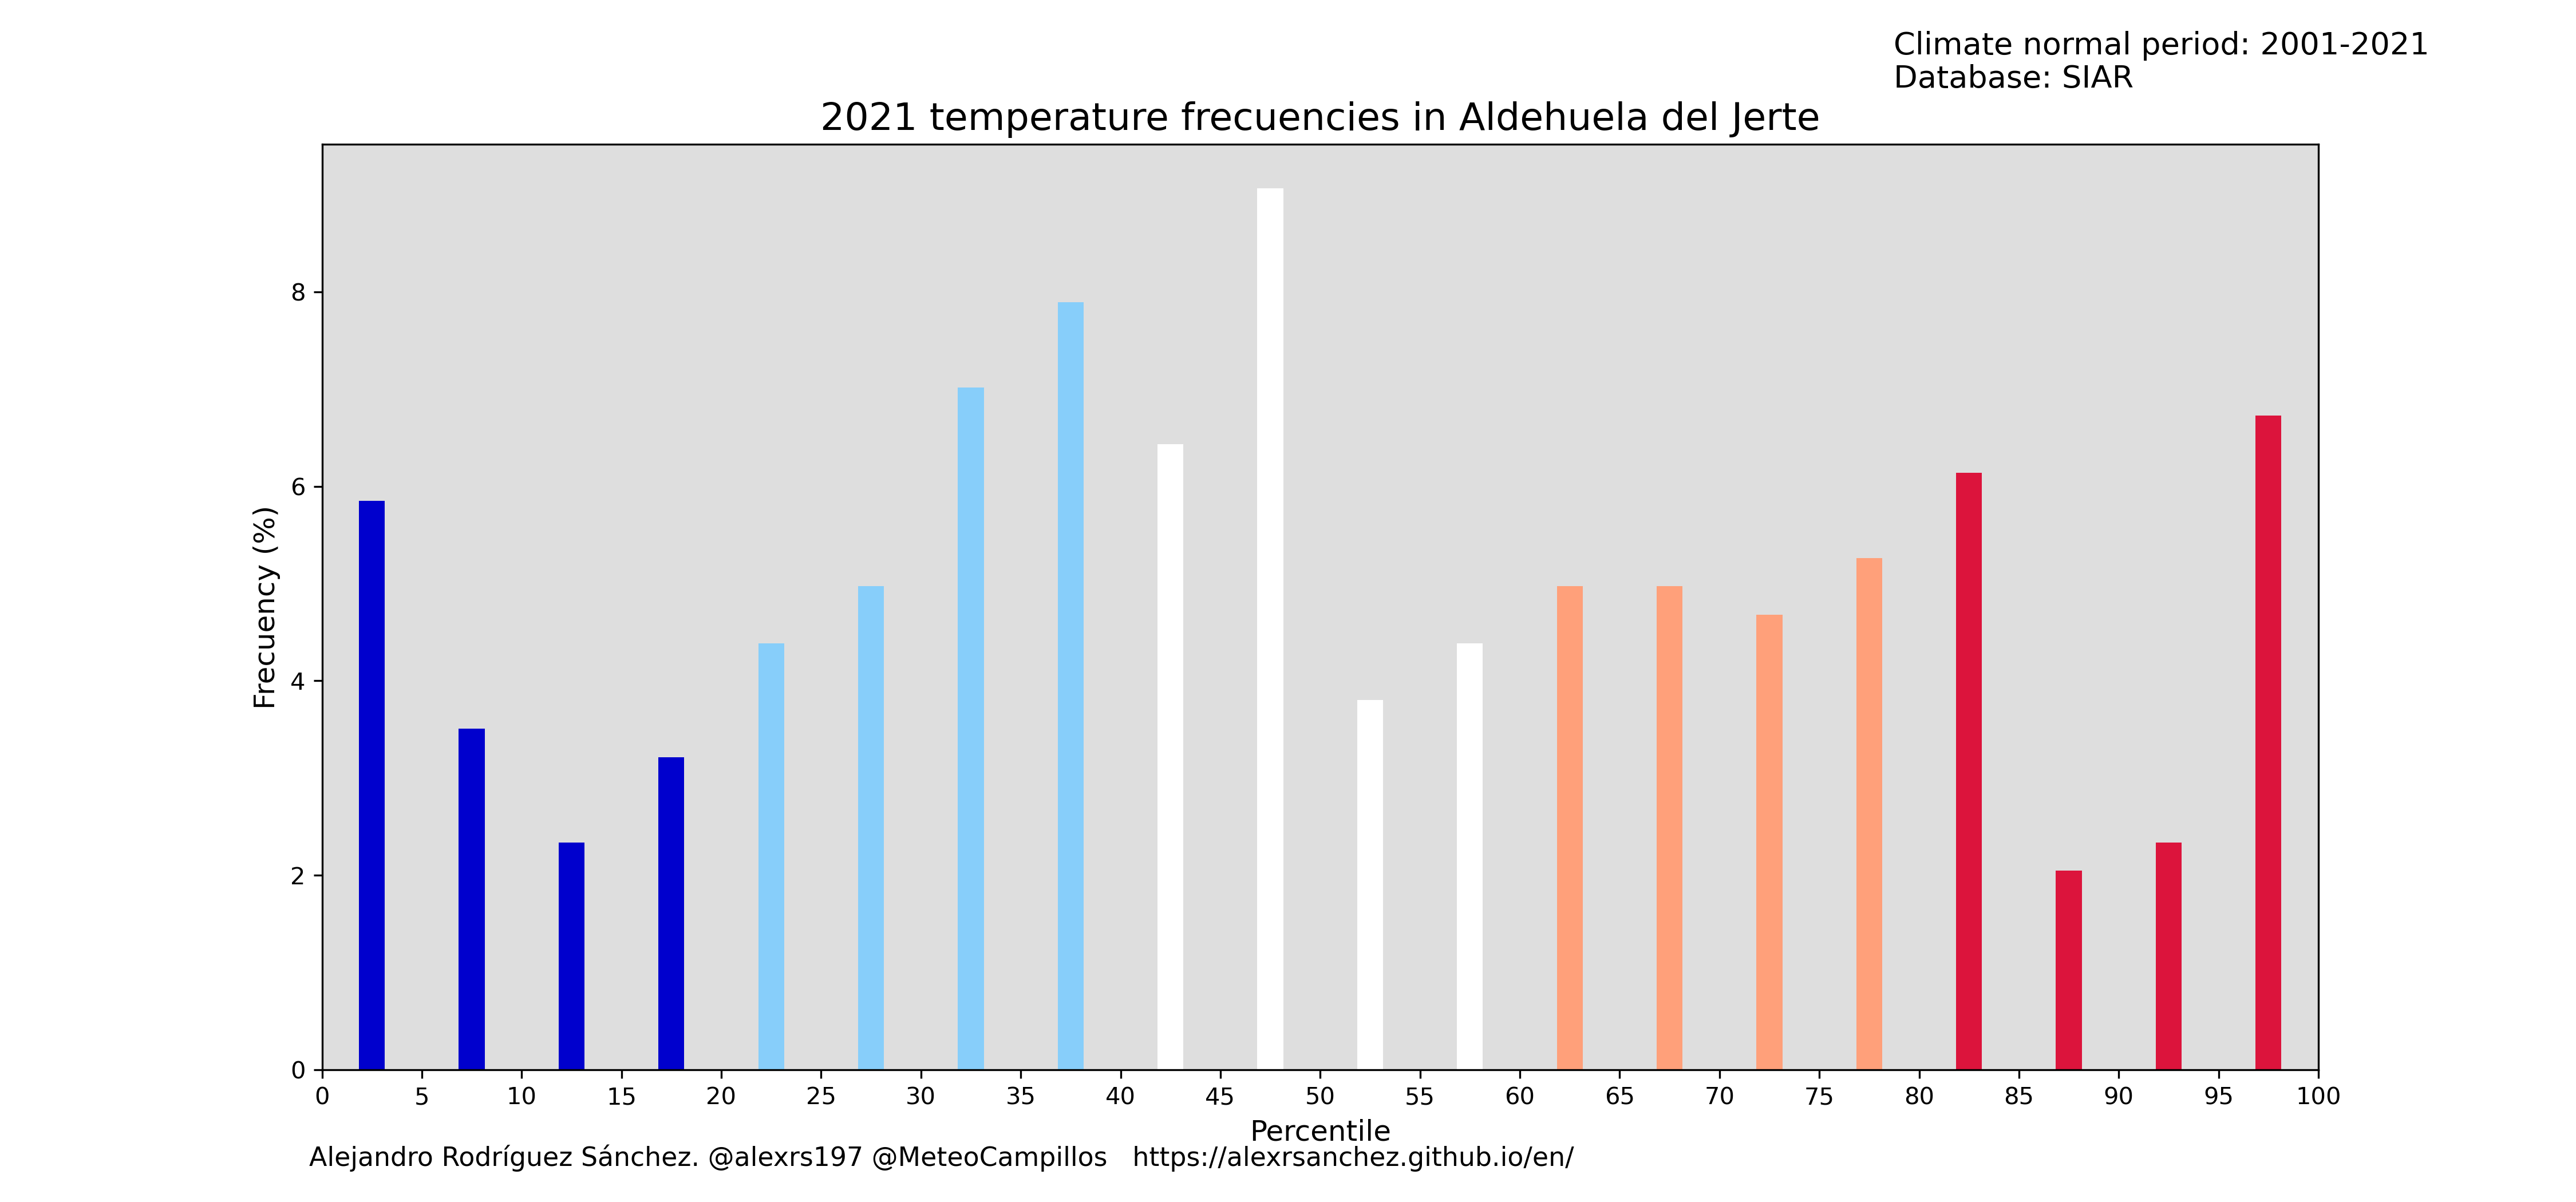 Climate normal period: 2001-2021
Database: SIAR
2021 temperature frecuencies in Aldehuela del Jerte
8
6
4
2
0
Frecuency (%)
0 5 10 15 20 25 30 35 40 45 50 55 60 65 70 75 80 85 90 95 100
Percentile
Alejandro Rodríguez Sánchez. @alexrs197 @MeteoCampillos https://alexrsanchez.github.io/en/